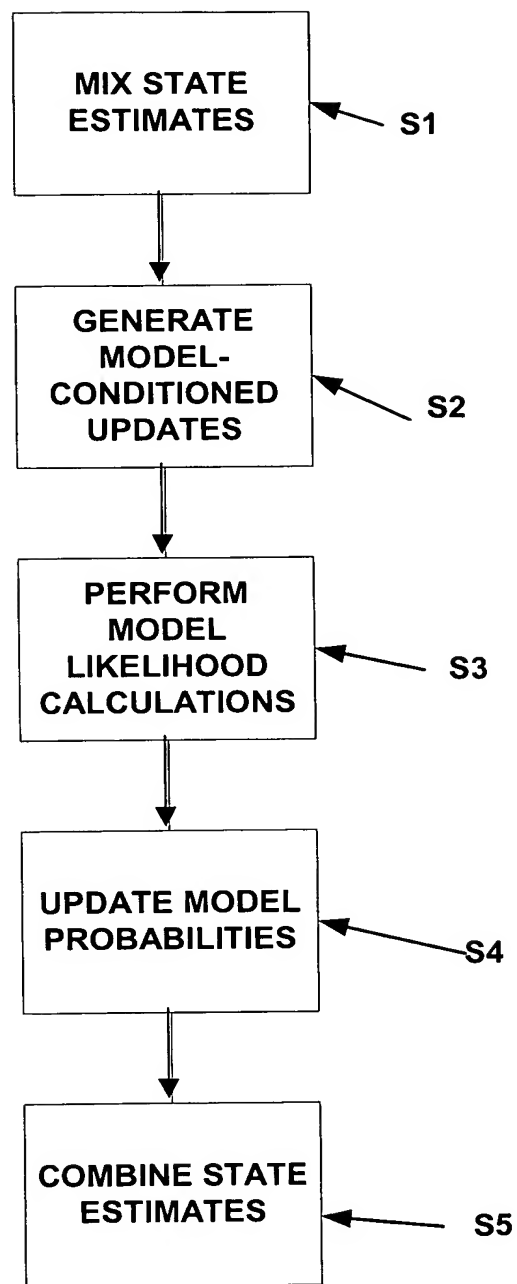 MIX STATE
ESTIMATES
S1
GENERATE
MODEL-
CONDITIONED
UPDATES
S2
PERFORM
MODEL
LIKELIHOOD
CALCULATIONS
S3
UPDATE MODEL
PROBABILITIES
S4
COMBINE STATE
ESTIMATES
S5